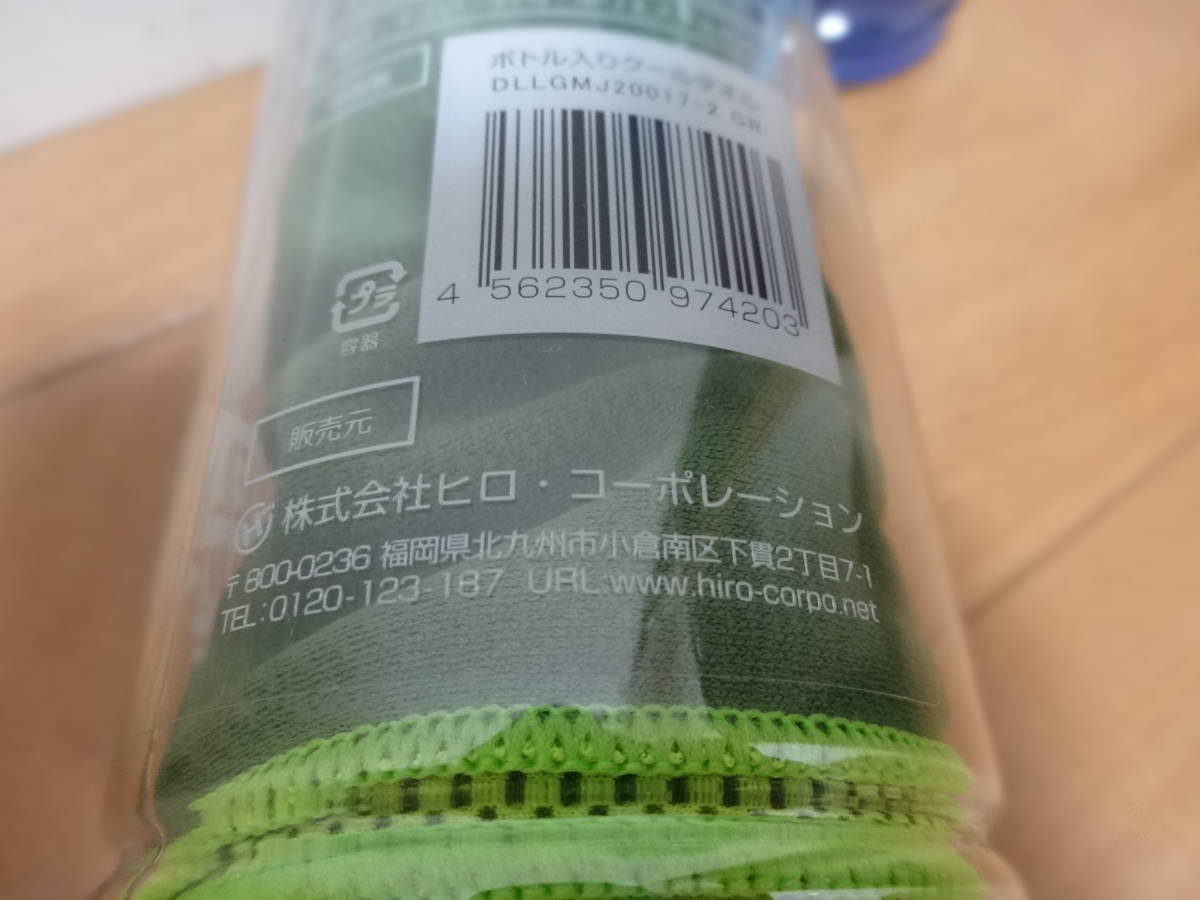 ボトル入りクールタオル
DLLGMJ20017-2 GR
4 562350 974203
プラ
容器
販売元
株式会社ヒロ・コーポレーション
〒800-0236 福岡県北九州市小倉南区下貫2丁目7-1
TEL:0120-123-187 URL:www.hiro-corpo.net